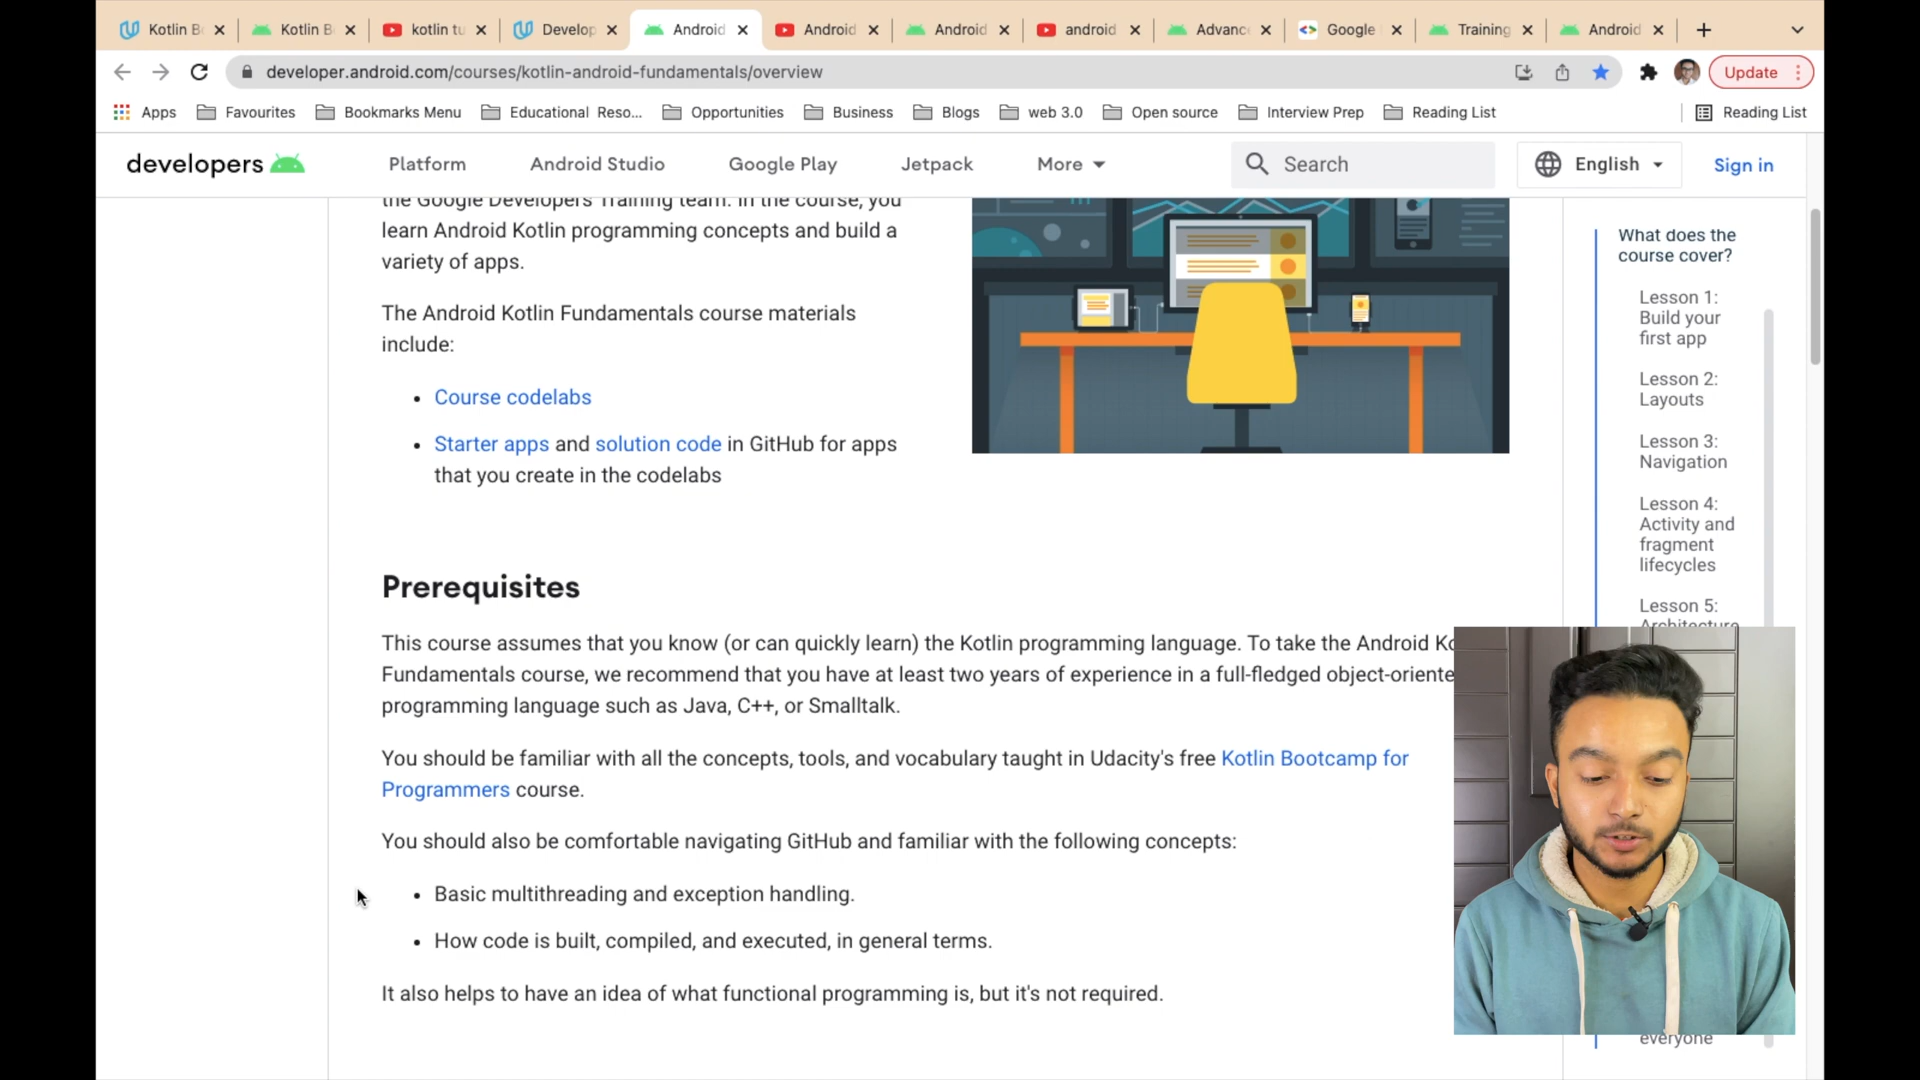 Kotlin B
Kotlin B
kotlin tu
Develop
Android
Android
Android
android
Advanc
Google
Training
Android
developer.android.com/courses/kotlin-android-fundamentals/overview
Update
Apps
Favourites
Bookmarks Menu
Educational Reso...
Opportunities
Business
Blogs
web 3.0
Open source
Interview Prep
Reading List
Reading List
developers
Platform
Android Studio
Google Play
Jetpack
More
Search
English
Sign in
the Google Developers Training team. In the course, you
learn Android Kotlin programming concepts and build a
variety of apps.
The Android Kotlin Fundamentals course materials
include:
• Course codelabs
• Starter apps and solution code in GitHub for apps
that you create in the codelabs
Prerequisites
This course assumes that you know (or can quickly learn) the Kotlin programming language. To take the Android Ko
Fundamentals course, we recommend that you have at least two years of experience in a full-fledged object-oriente
programming language such as Java, C++, or Smalltalk.
You should be familiar with all the concepts, tools, and vocabulary taught in Udacity's free Kotlin Bootcamp for
Programmers course.
You should also be comfortable navigating GitHub and familiar with the following concepts:
• Basic multithreading and exception handling.
• How code is built, compiled, and executed, in general terms.
It also helps to have an idea of what functional programming is, but it's not required.
What does the
course cover?
Lesson 1:
Build your
first app
Lesson 2:
Layouts
Lesson 3:
Navigation
Lesson 4:
Activity and
fragment
lifecycles
Lesson 5:
Architecture
everyone